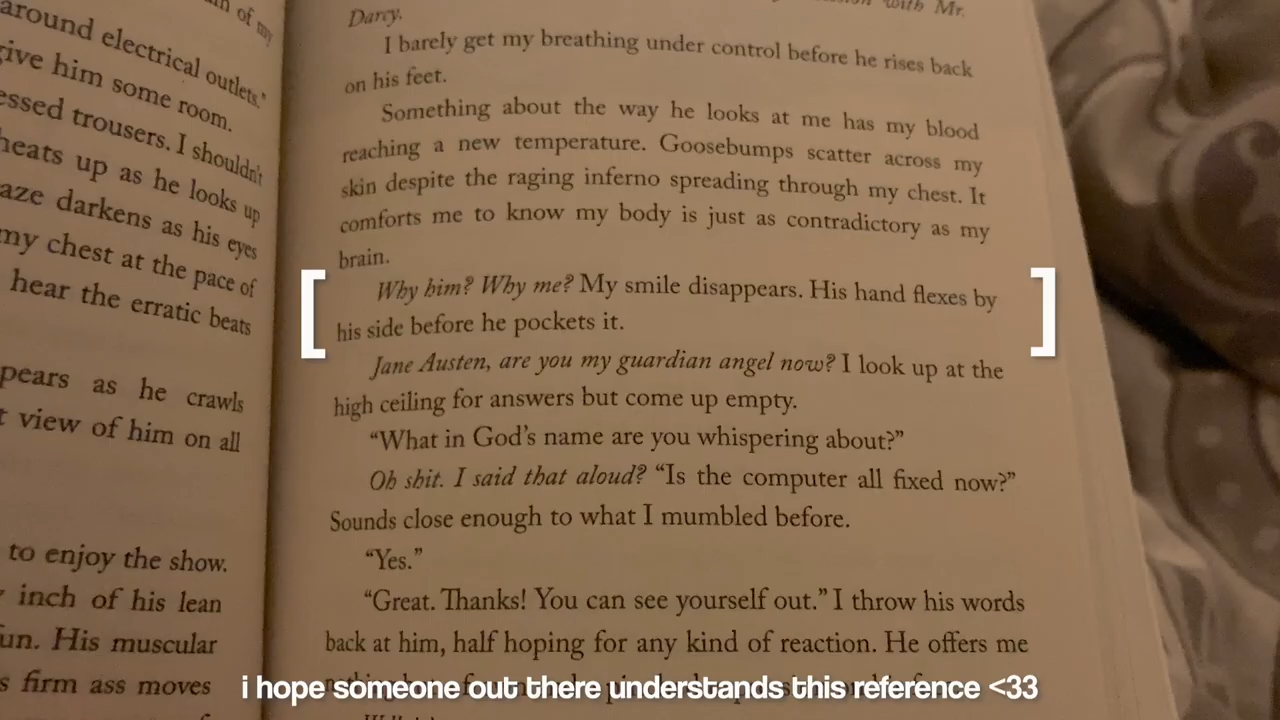 of my
around electrical outlets."
give him some room.
essed trousers. I shouldn't
heats up as he looks up
aze darkens as his eyes
my chest at the pace of
hear the erratic beats
pears as he crawls
t view of him on all
to enjoy the show.
inch of his lean
un. His muscular
s firm ass moves
with Mr.
Darcy.
I barely get my breathing under control before he rises back
on his feet.
Something about the way he looks at me has my blood
reaching a new temperature. Goosebumps scatter across my
skin despite the raging inferno spreading through my chest. It
comforts me to know my body is just as contradictory as my
brain.
[ Why him? Why me? My smile disappears. His hand flexes by ]
his side before he pockets it.
Jane Austen, are you my guardian angel now? I look up at the
high ceiling for answers but come up empty.
“What in God’s name are you whispering about?”
Oh shit. I said that aloud? “Is the computer all fixed now?”
Sounds close enough to what I mumbled before.
“Yes.”
“Great. Thanks! You can see yourself out.” I throw his words
back at him, half hoping for any kind of reaction. He offers me
i hope someone out there understands this reference <33